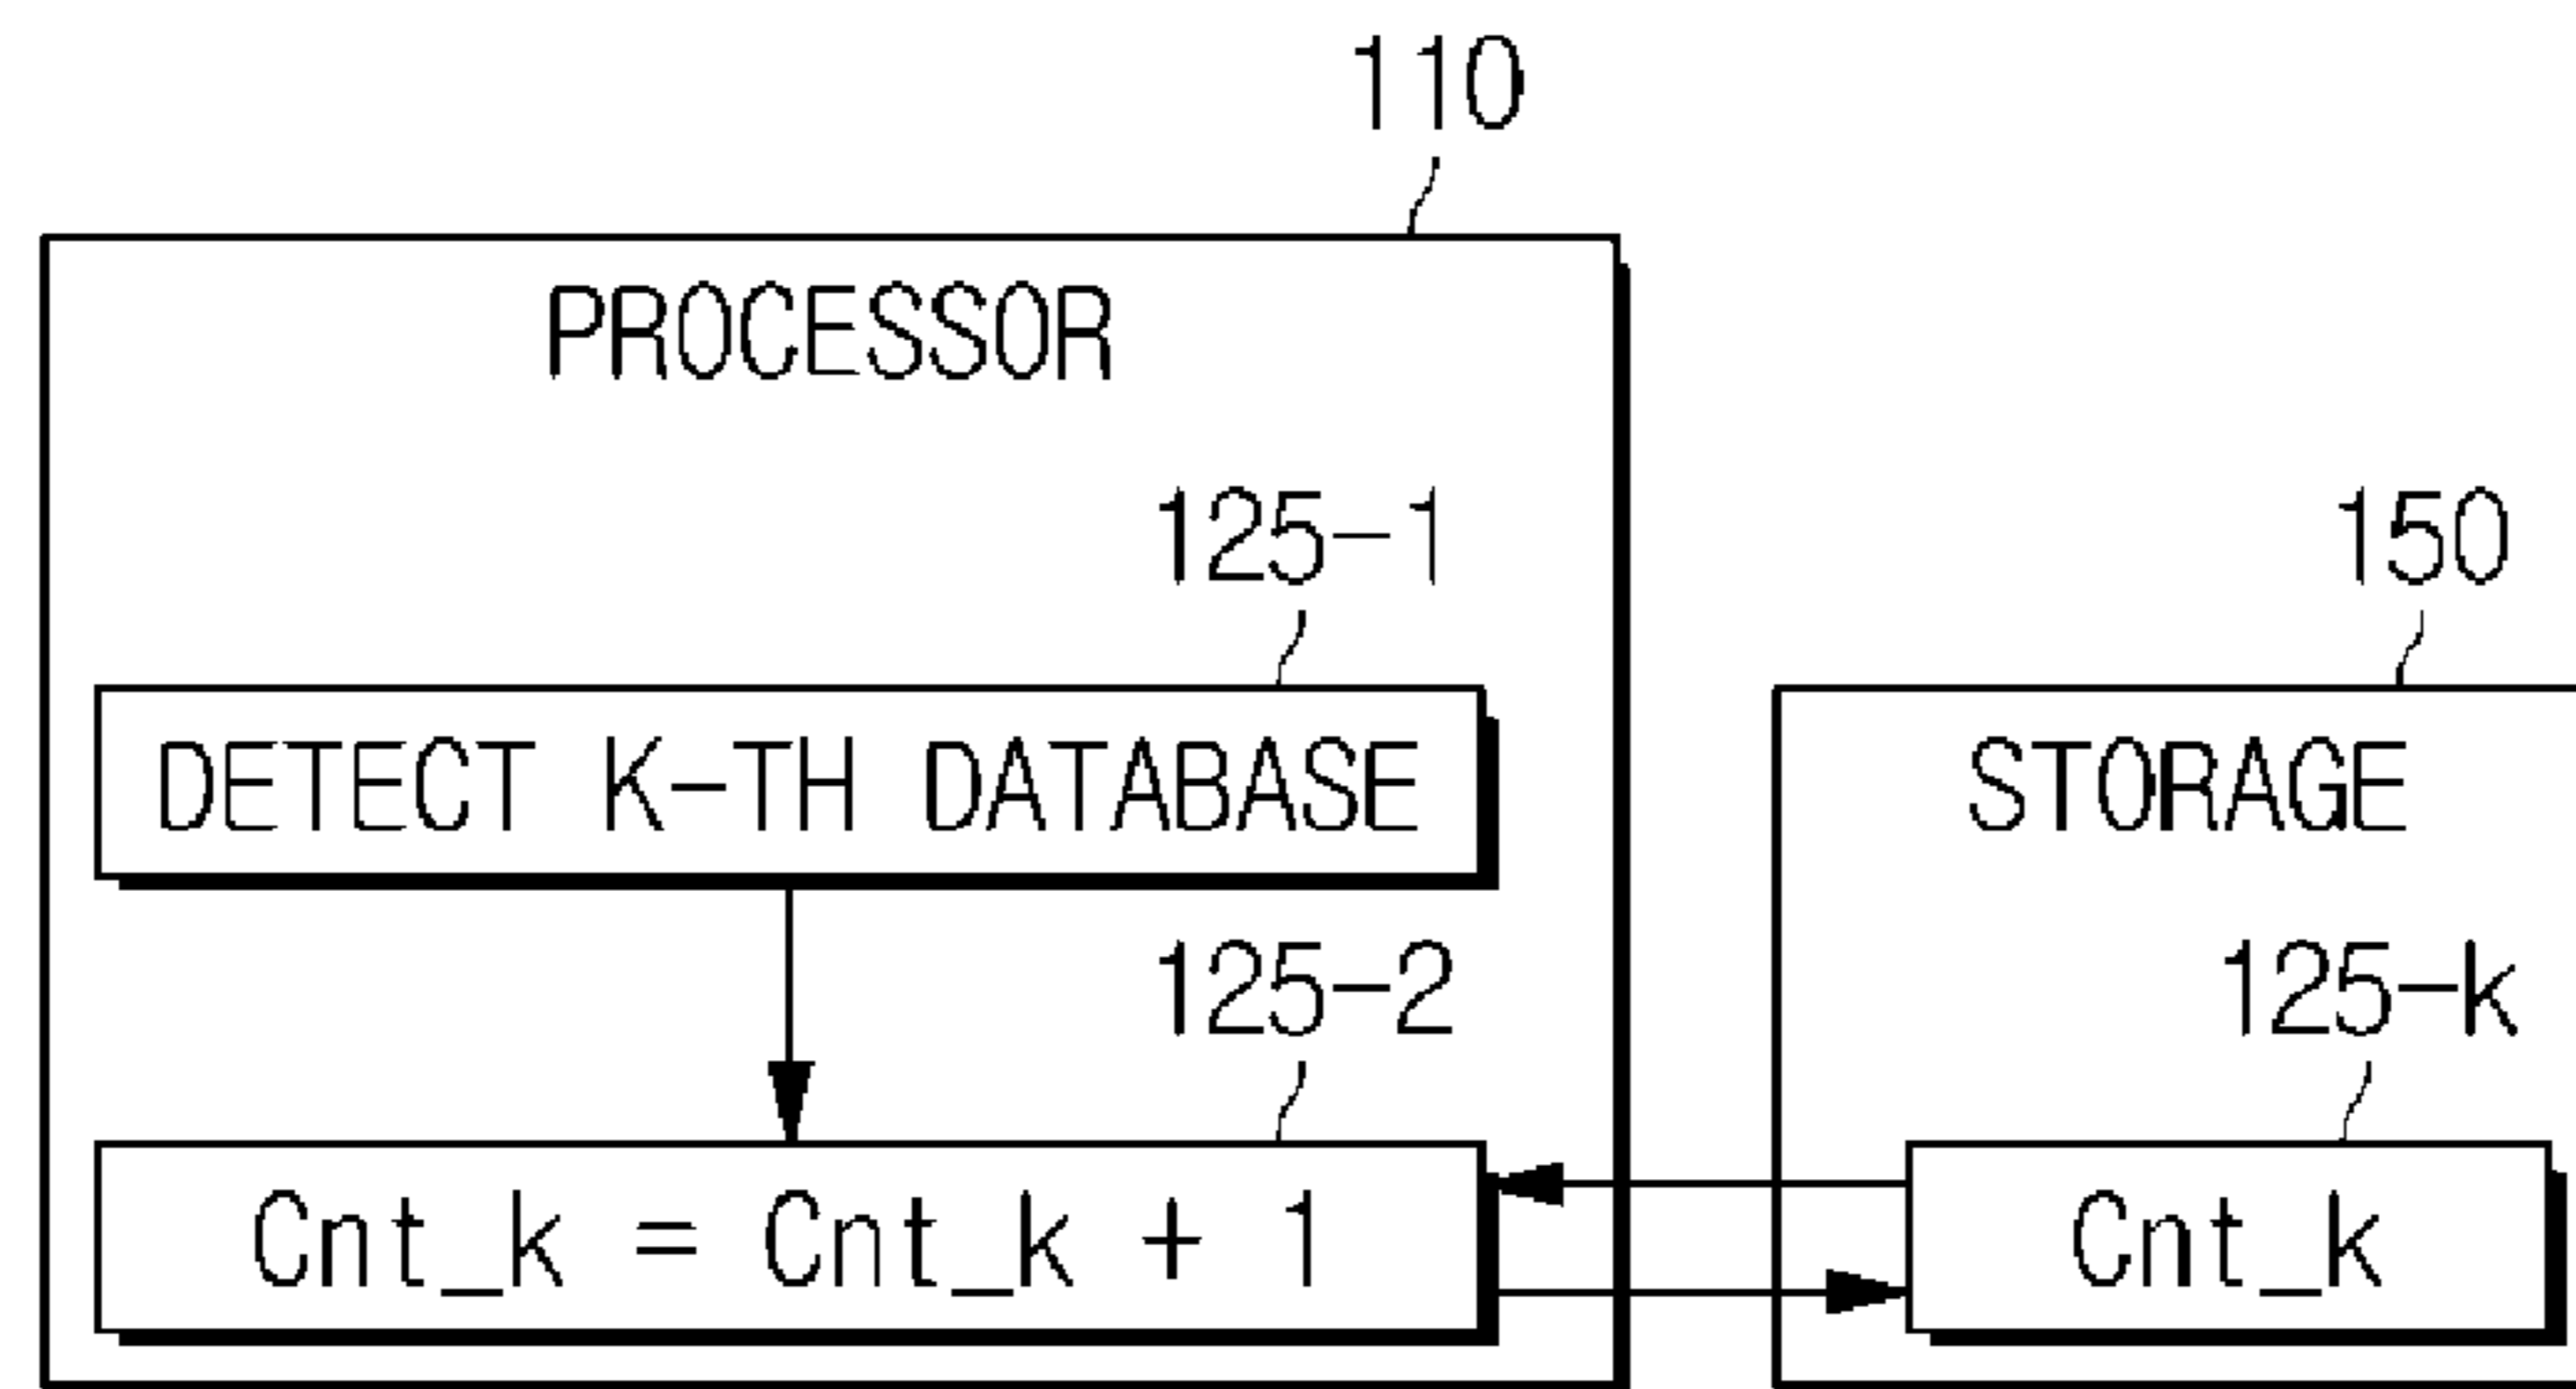 110
PROCESSOR
125-1
150
DETECT K-TH DATABASE
STORAGE
125-2
125-k
Cnt_k = Cnt_k + 1
Cnt_k